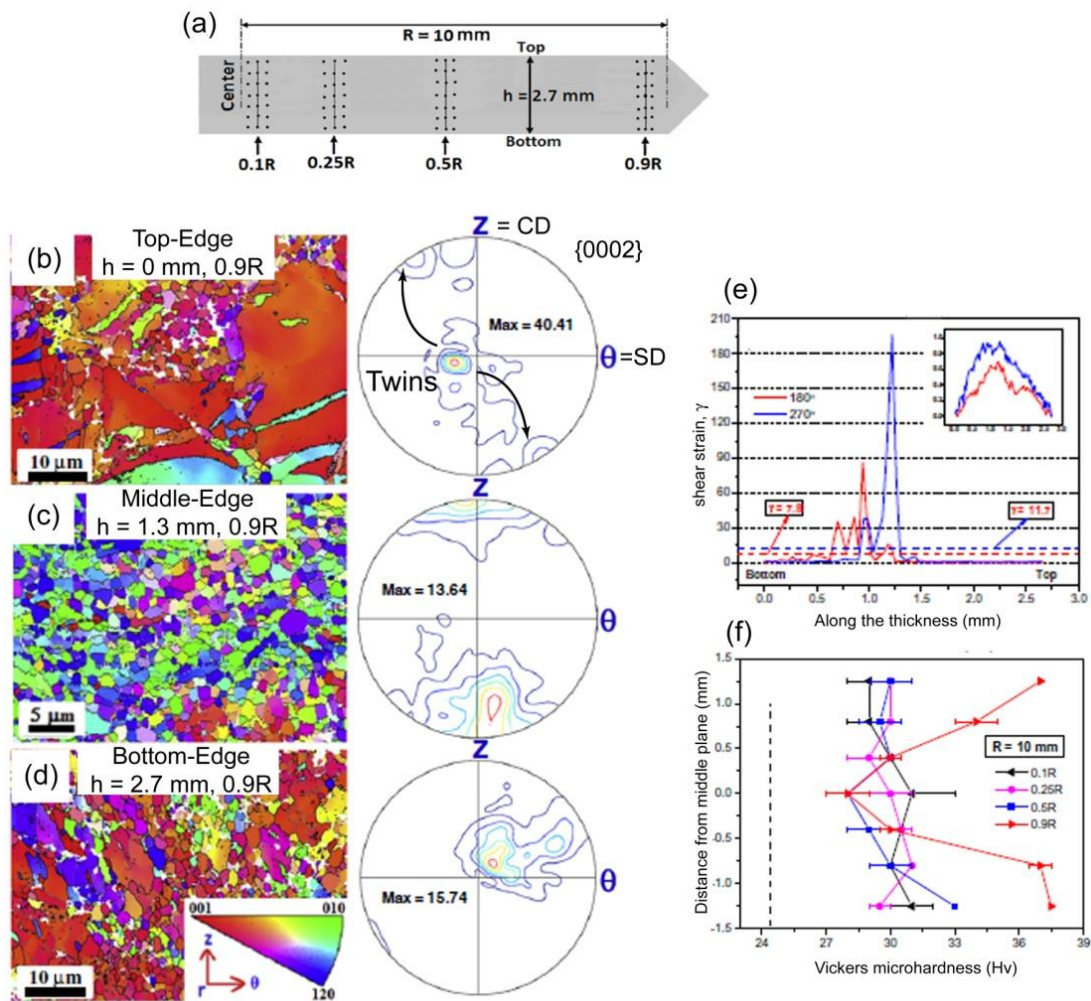 (a)
R = 10 mm
Top
Center
h = 2.7 mm
Bottom
0.1R
0.25R
0.5R
0.9R
(b)
Top-Edge
h = 0 mm, 0.9R
10 μm
Z = CD
{0002}
Max = 40.41
θ =SD
Twins
(c)
Middle-Edge
h = 1.3 mm, 0.9R
5 μm
Z
Max = 13.64
θ
(d)
Bottom-Edge
h = 2.7 mm, 0.9R
10 μm
001
010
120
z
r
θ
Z
Max = 15.74
θ
(e)
shear strain, γ
210
180
150
120
90
60
30
0
180°
270°
γ = 11.7
Bottom
Top
0.0
0.5
1.0
1.5
2.0
2.5
3.0
Along the thickness (mm)
(f)
Distance from middle plane (mm)
1.5
1.0
0.5
0.0
-0.5
-1.0
-1.5
R = 10 mm
0.1R
0.25R
0.5R
0.9R
24
27
30
33
36
39
Vickers microhardness (Hv)